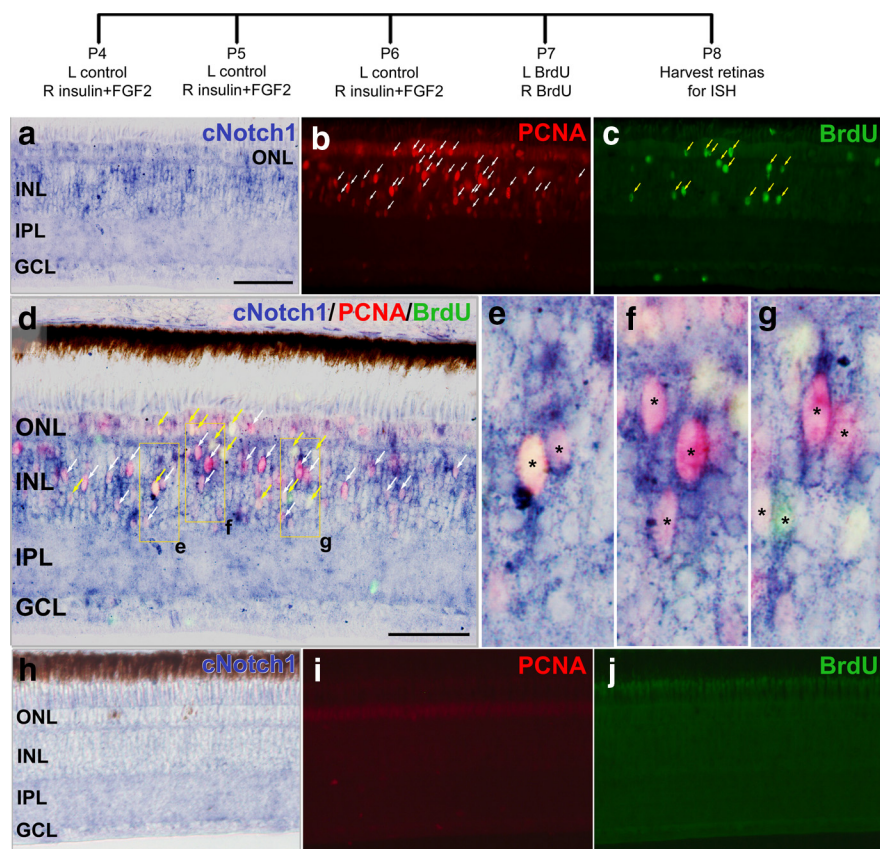 P4 P5 P6 P7 P8
L control L control L control L BrdU Harvest retinas
R insulin+FGF2 R insulin+FGF2 R insulin+FGF2 R BrdU for ISH
a cNotch1 b PCNA c BrdU
ONL
INL
IPL
GCL
d cNotch1/PCNA/BrdU e f g
ONL
* * * * * * * * *
INL
f
e g
IPL
GCL
h cNotch1 i PCNA j BrdU
ONL
INL
IPL
GCL